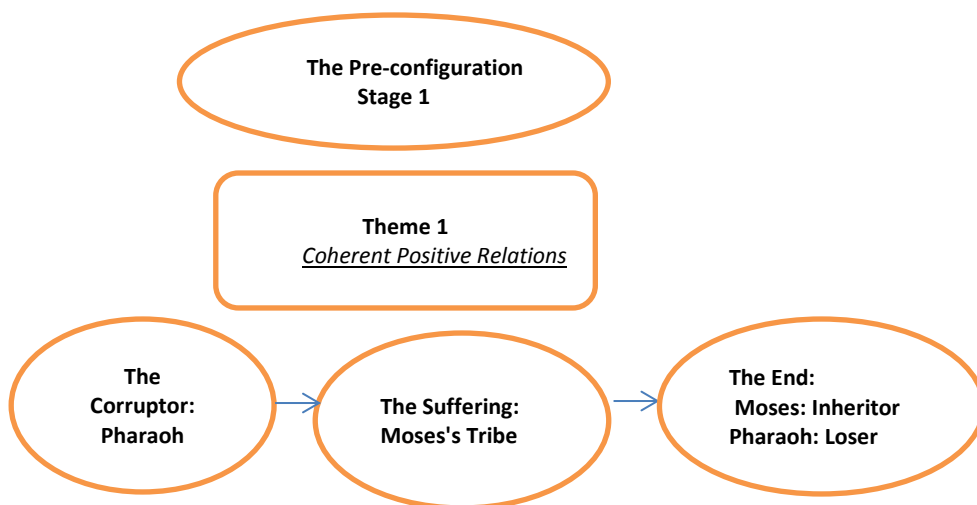 The Pre-configuration
Stage 1
Theme 1
Coherent Positive Relations
The
Corruptor:
Pharaoh
The Suffering:
Moses's Tribe
The End:
Moses: Inheritor
Pharaoh: Loser